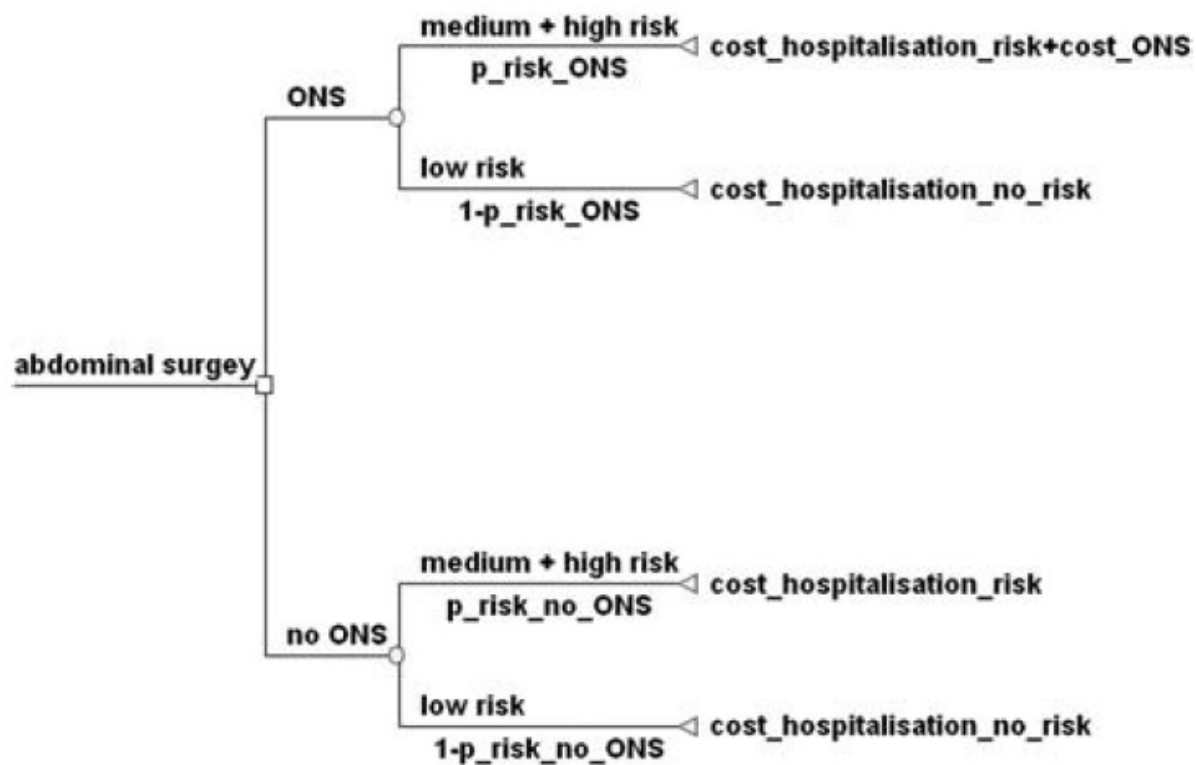 medium + high risk
p_risk_ONS
cost_hospitalisation_risk+cost_ONS
ONS
low risk
1-p_risk_ONS
cost_hospitalisation_no_risk
abdominal surgey
medium + high risk
p_risk_no_ONS
cost_hospitalisation_risk
no ONS
low risk
1-p_risk_no_ONS
cost_hospitalisation_no_risk